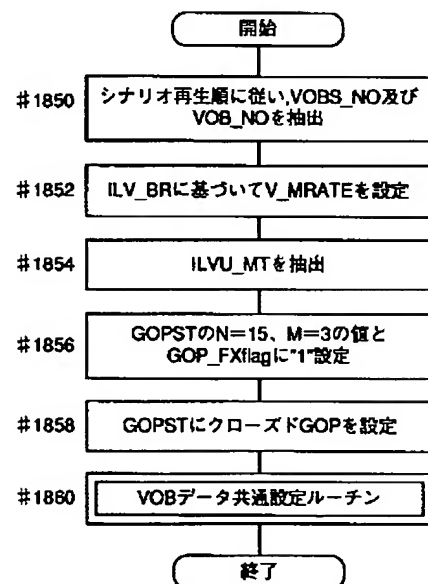 開始
#1850
シナリオ再生順に従い,VOBS_NO及び
VOB_NOを抽出
#1852
ILV_BRに基づいてV_MRATEを設定
#1854
ILVU_MTを抽出
#1856
GOPSTのN=15、M=3の値と
GOP_FXflagに"1"設定
#1858
GOPSTにクローズドGOPを設定
#1860
VOBデータ共通設定ルーチン
終了